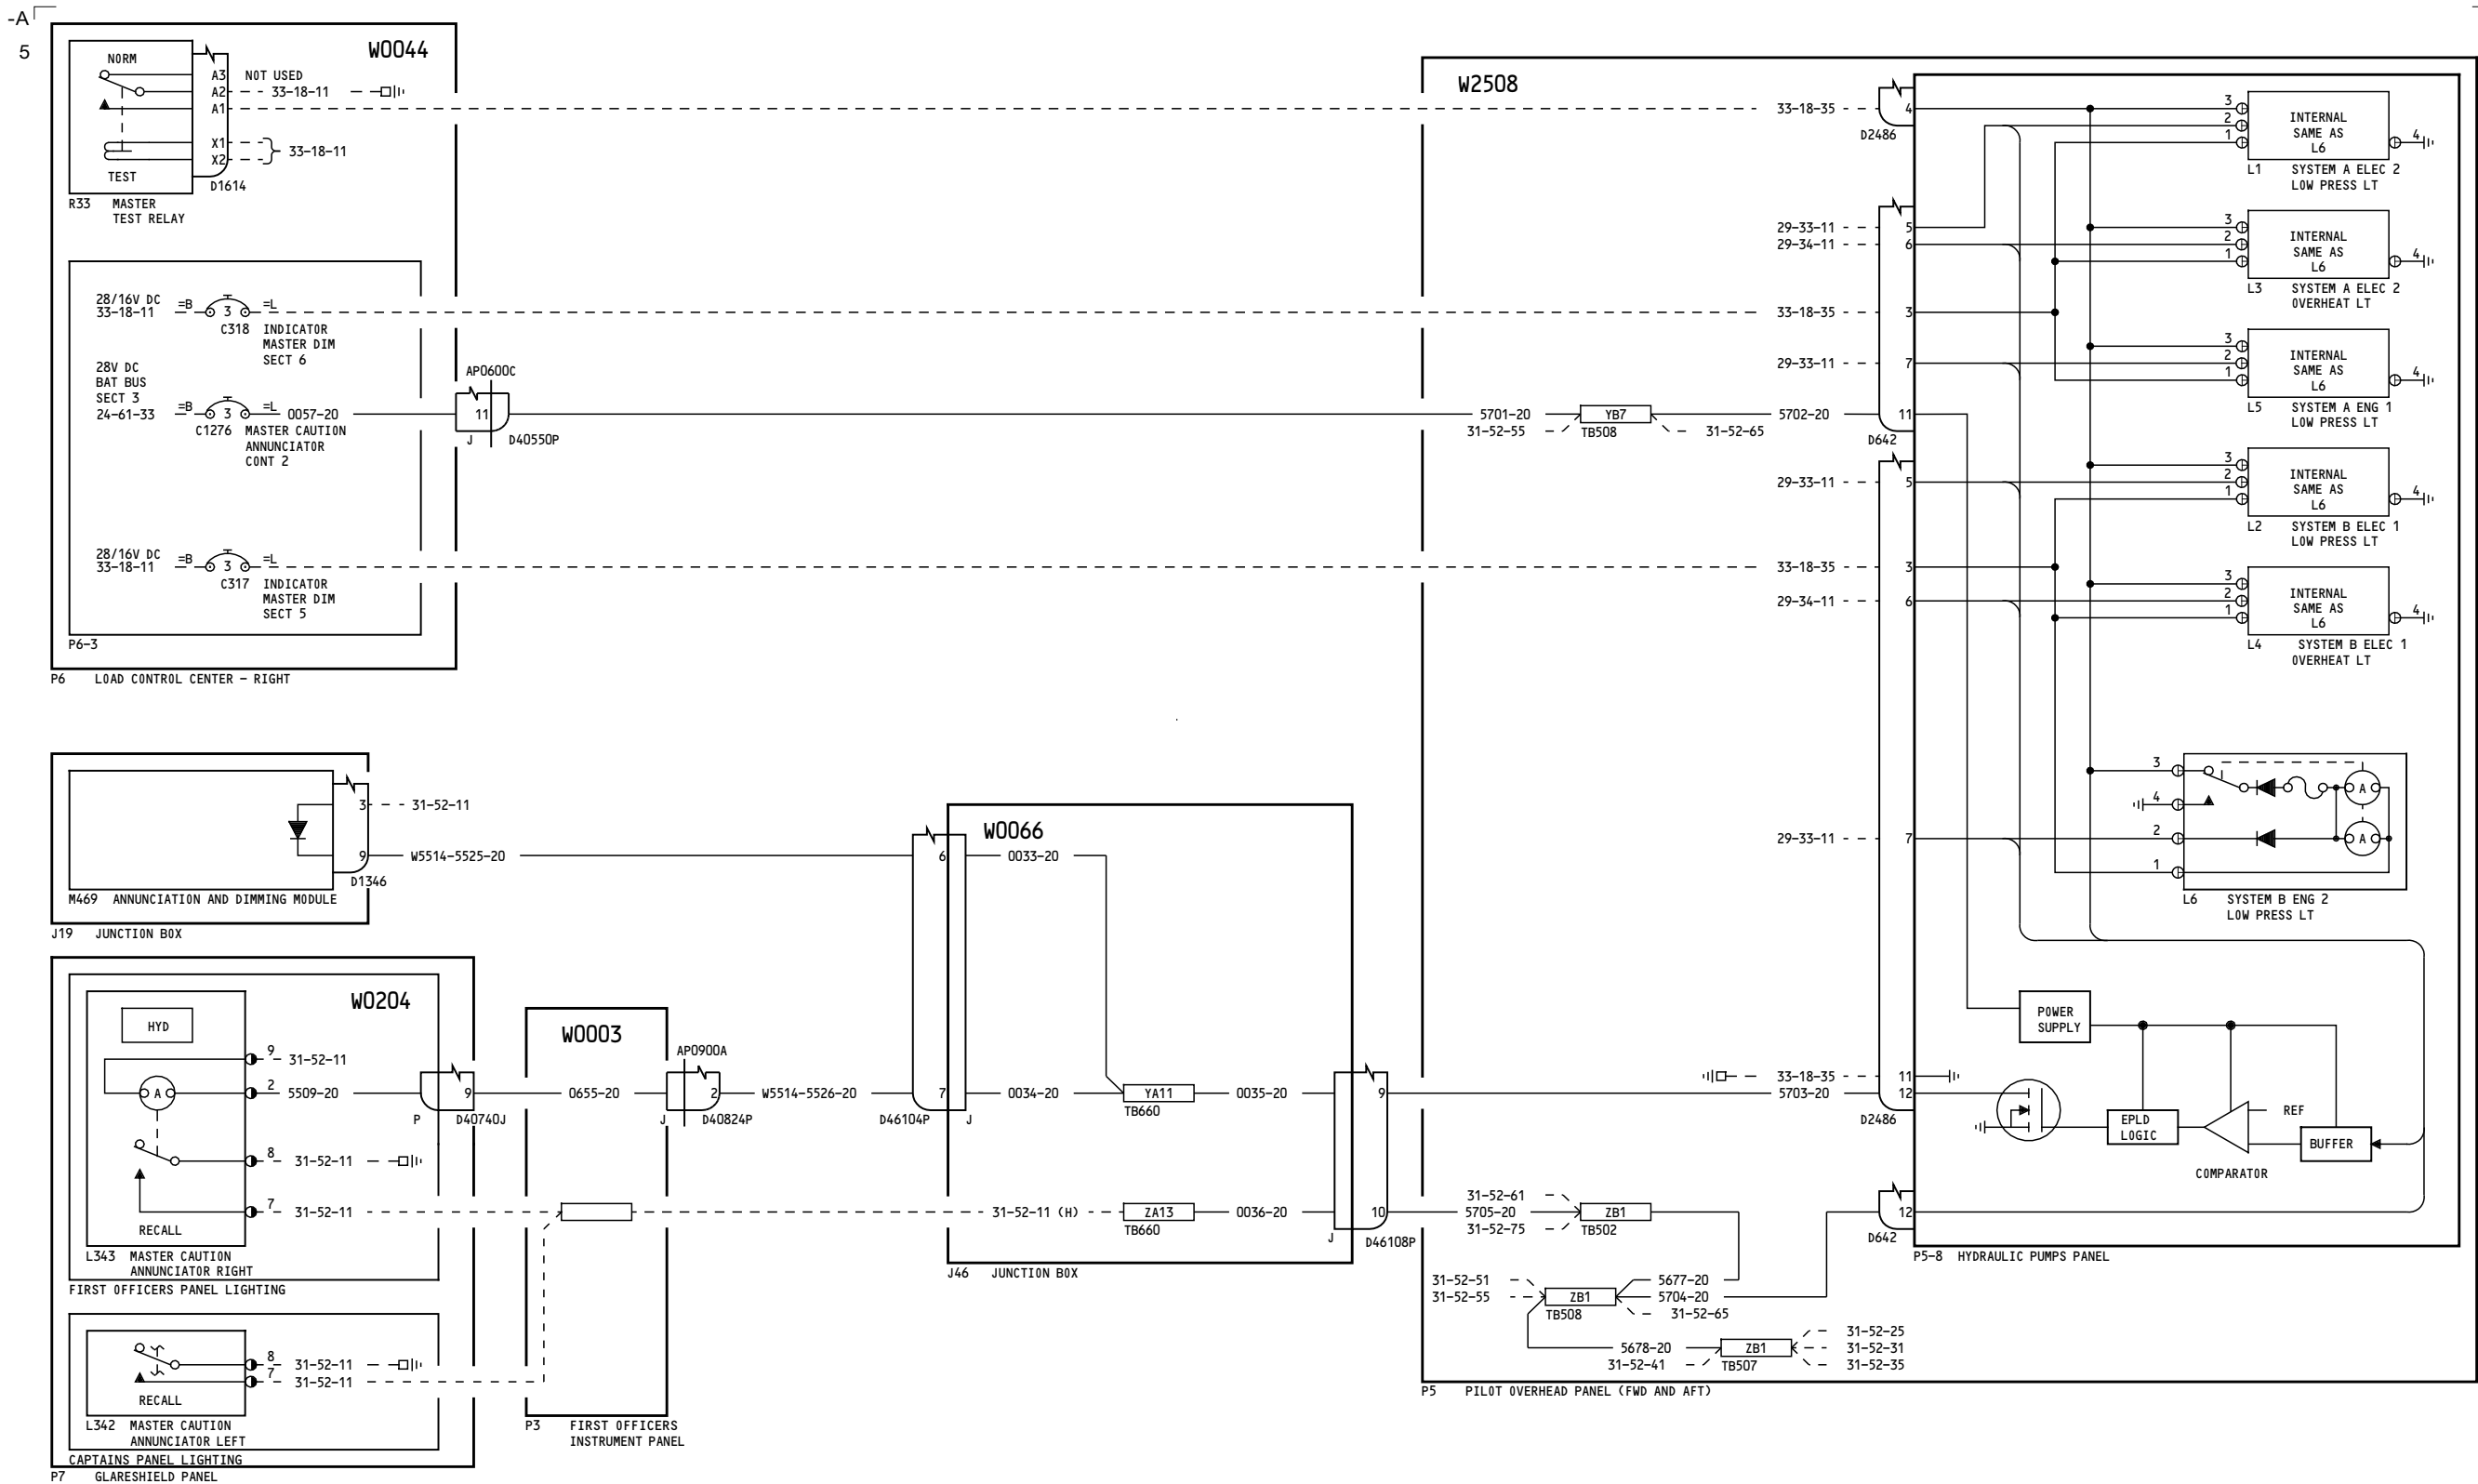 -A
5
W0044
NORM
A3 NOT USED
A2 33-18-11
A1
X1
X2
33-18-11
TEST
D1614
R33 MASTER
TEST RELAY
28/16V DC
33-18-11
=B 3 =L
C318 INDICATOR
MASTER DIM
SECT 6
28V DC
BAT BUS
SECT 3
24-61-33
=B 3 =L 0057-20
C1276 MASTER CAUTION
ANNUNCIATOR
CONT 2
28/16V DC
33-18-11
=B 3 =L
C317 INDICATOR
MASTER DIM
SECT 5
P6-3
P6 LOAD CONTROL CENTER - RIGHT
AP0600C
11
J D40550P
W2508
33-18-35 4
D2486
29-33-11 5
29-34-11 6
33-18-35 3
29-33-11 7
5701-20 YB7 5702-20 11
31-52-55 TB508 31-52-65
D642
29-33-11 5
33-18-35 3
29-34-11 6
29-33-11 7
33-18-35 11
5703-20 12
D2486
3
2
1
INTERNAL
SAME AS
L6
4
L1 SYSTEM A ELEC 2
LOW PRESS LT
3
2
1
INTERNAL
SAME AS
L6
4
L3 SYSTEM A ELEC 2
OVERHEAT LT
3
2
1
INTERNAL
SAME AS
L6
4
L5 SYSTEM A ENG 1
LOW PRESS LT
3
2
1
INTERNAL
SAME AS
L6
4
L2 SYSTEM B ELEC 1
LOW PRESS LT
3
2
1
INTERNAL
SAME AS
L6
4
L4 SYSTEM B ELEC 1
OVERHEAT LT
3
4
2
1
A
A
L6 SYSTEM B ENG 2
LOW PRESS LT
POWER
SUPPLY
EPLD
LOGIC
REF
BUFFER
COMPARATOR
12
D642
P5-8 HYDRAULIC PUMPS PANEL
3 31-52-11
9 W5514-5525-20
D1346
M469 ANNUNCIATION AND DIMMING MODULE
J19 JUNCTION BOX
W0204
HYD
A
9 31-52-11
2 5509-20
8 31-52-11
7 31-52-11
RECALL
L343 MASTER CAUTION
ANNUNCIATOR RIGHT
FIRST OFFICERS PANEL LIGHTING
9
P D40740J
8 31-52-11
7 31-52-11
RECALL
L342 MASTER CAUTION
ANNUNCIATOR LEFT
CAPTAINS PANEL LIGHTING
P7 GLARESHIELD PANEL
W0003
0655-20
AP0900A
2 W5514-5526-20
J D40824P
P3 FIRST OFFICERS
INSTRUMENT PANEL
W0066
6 0033-20
7 0034-20
D46104P J
YA11 0035-20
TB660
9
31-52-11 (H) ZA13 0036-20 10
TB660
J D46108P
J46 JUNCTION BOX
31-52-61
5705-20 ZB1
31-52-75 TB502
31-52-51
31-52-55
ZB1
TB508
5677-20
5704-20
31-52-65
5678-20 ZB1
31-52-41 TB507
31-52-25
31-52-31
31-52-35
P5 PILOT OVERHEAD PANEL (FWD AND AFT)